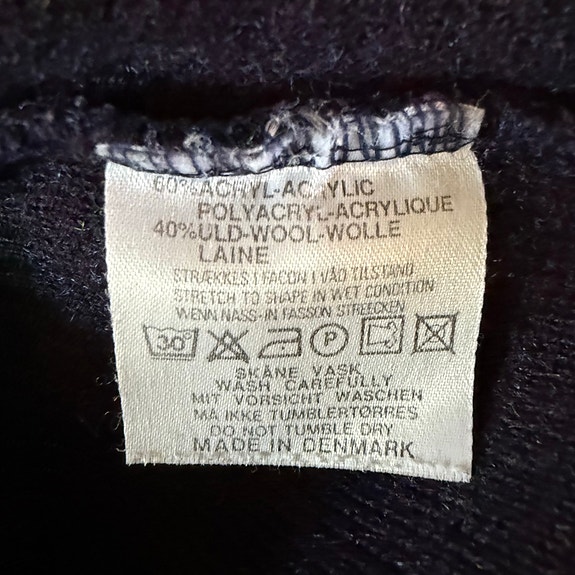 60% ACRYL-ACRYLIC
POLYACRYL-ACRYLIQUE
40% ULD-WOOL-WOLLE
LAINE
STRÆKKES I FACON I VÅD TILSTAND
STRETCH TO SHAPE IN WET CONDITION
WENN NASS-IN FASSON STRECKEN
30° P
SKÅNE VASK
WASH CAREFULLY
MIT VORSICHT WASCHEN
MÅ IKKE TUMBLERTØRRES
DO NOT TUMBLE DRY
MADE IN DENMARK